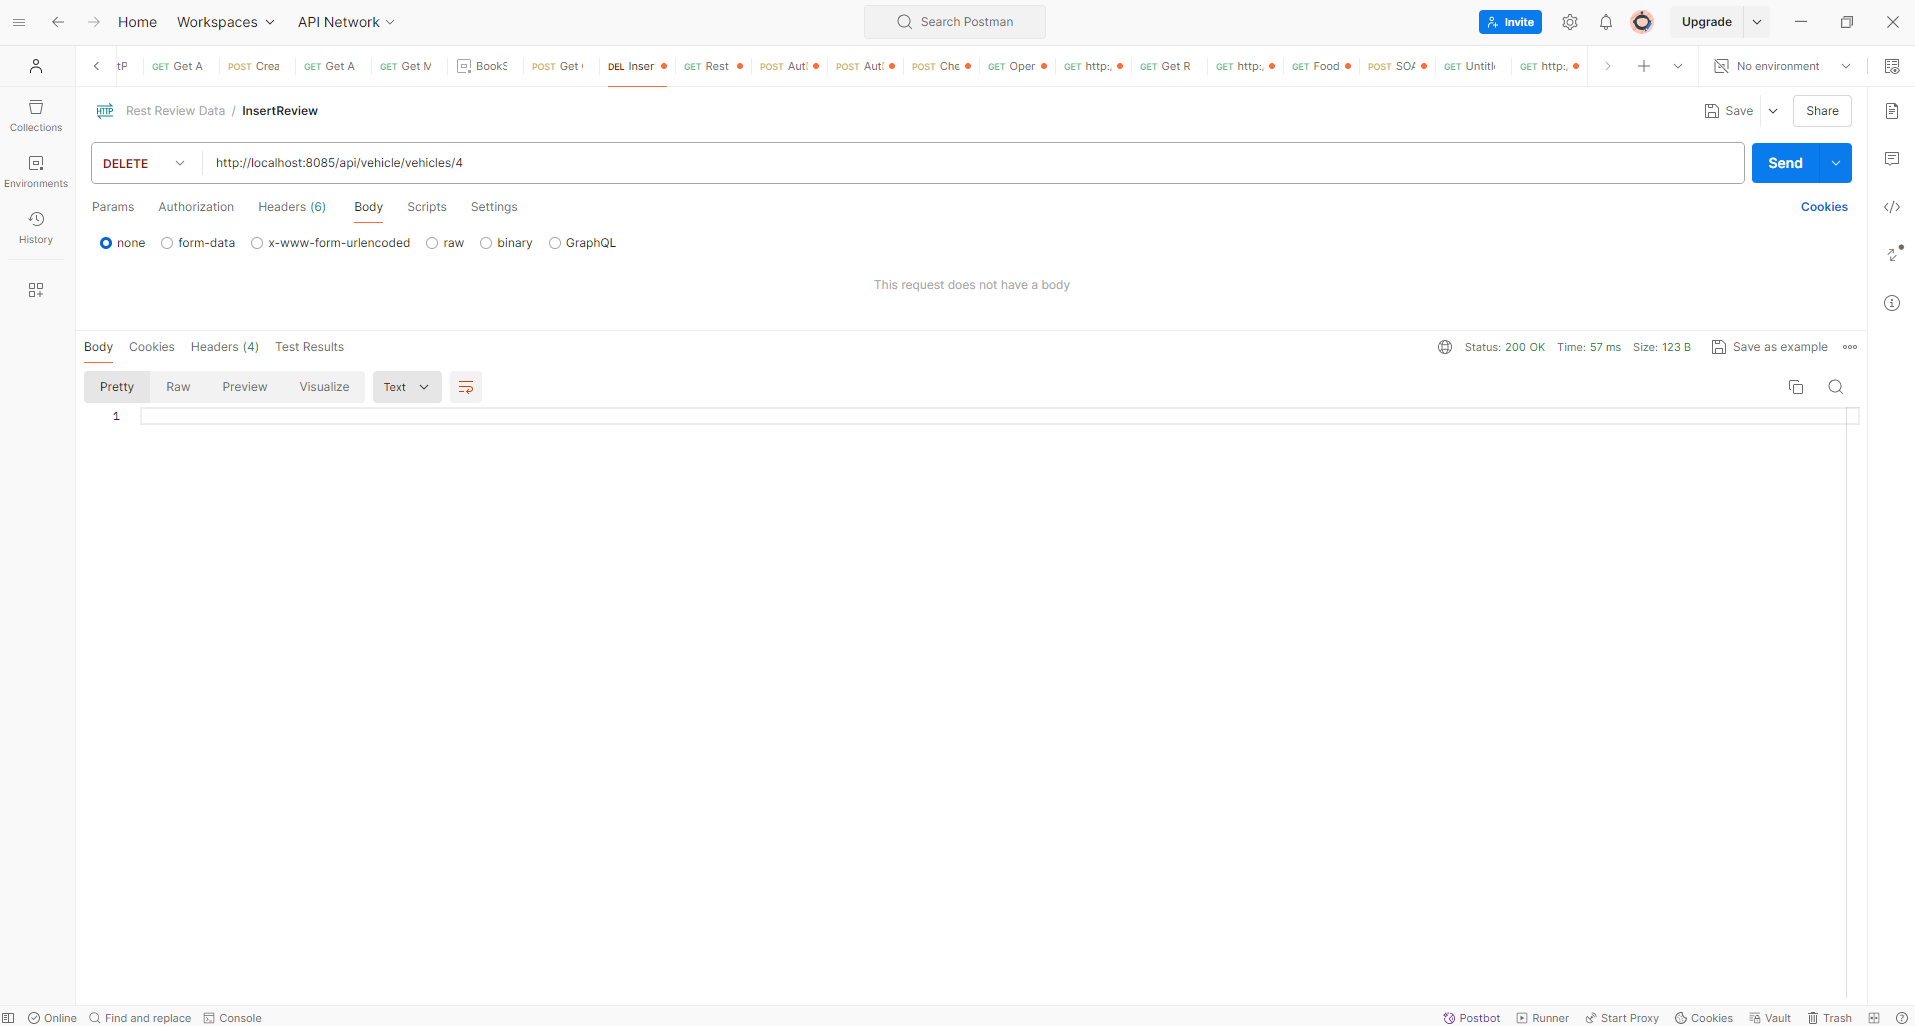 Home Workspaces API Network Search Postman Invite Upgrade
tP GET Get A POST Crea GET Get A GET Get M BookS POST Get DEL Inser GET Rest POST Aut POST Aut POST Che GET Oper GET http:, GET Get R GET http:, GET Food POST SOA GET Untitl GET http:, No environment
Collections
Environments
History
HTTP Rest Review Data / InsertReview Save Share
DELETE http://localhost:8085/api/vehicle/vehicles/4 Send
Params Authorization Headers (6) Body Scripts Settings Cookies
none form-data x-www-form-urlencoded raw binary GraphQL
This request does not have a body
Body Cookies Headers (4) Test Results Status: 200 OK Time: 57 ms Size: 123 B Save as example
Pretty Raw Preview Visualize Text
1
Online Find and replace Console Postbot Runner Start Proxy Cookies Vault Trash